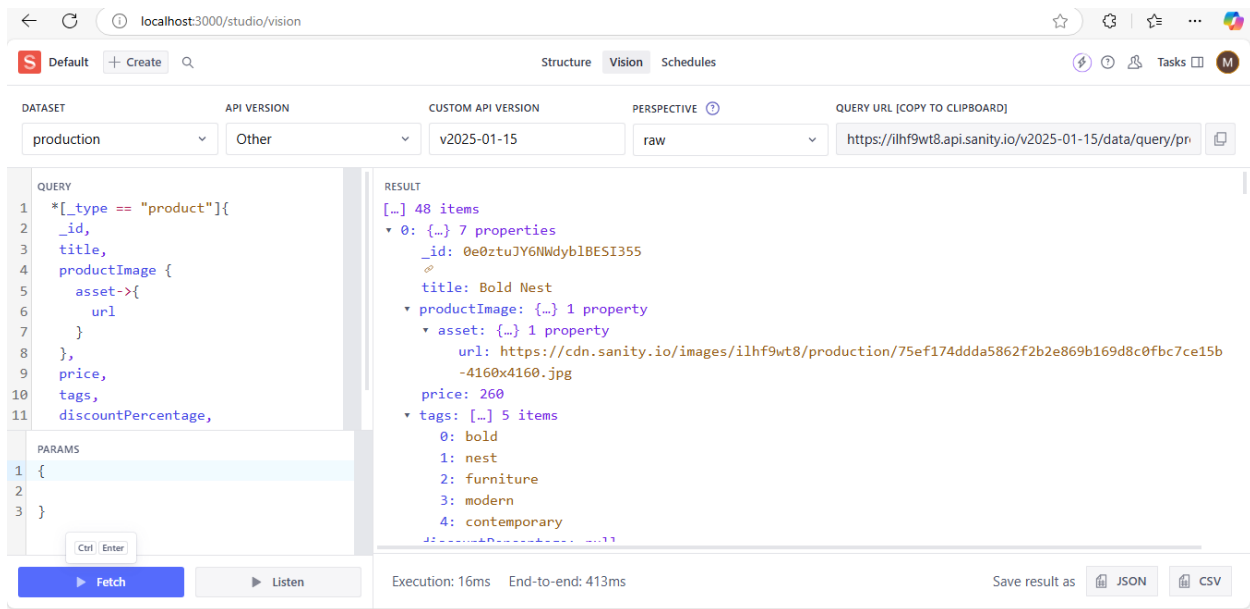 localhost:3000/studio/vision
S Default + Create Structure Vision Schedules Tasks M
DATASET API VERSION CUSTOM API VERSION PERSPECTIVE ? QUERY URL [COPY TO CLIPBOARD]
production Other v2025-01-15 raw https://ilhf9wt8.api.sanity.io/v2025-01-15/data/query/pr
QUERY
1 *[_type == "product"]{
2 _id,
3 title,
4 productImage {
5 asset->{
6 url
7 }
8 },
9 price,
10 tags,
11 discountPercentage,
PARAMS
1 {
2
3 }
Ctrl Enter
Fetch Listen
RESULT
[…] 48 items
0: {…} 7 properties
_id: 0e0ztuJY6NWdyblBESI355
title: Bold Nest
productImage: {…} 1 property
asset: {…} 1 property
url: https://cdn.sanity.io/images/ilhf9wt8/production/75ef174ddda5862f2b2e869b169d8c0fbc7ce15b
-4160x4160.jpg
price: 260
tags: […] 5 items
0: bold
1: nest
2: furniture
3: modern
4: contemporary
discountPercentage: null
Execution: 16ms End-to-end: 413ms Save result as JSON CSV